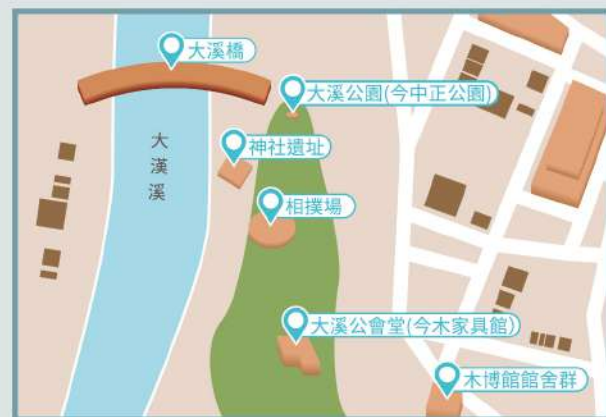 大溪橋
大溪公園(今中正公園)
大漢溪
神社遺址
相撲場
大溪公會堂(今木家具館)
木博館館舍群